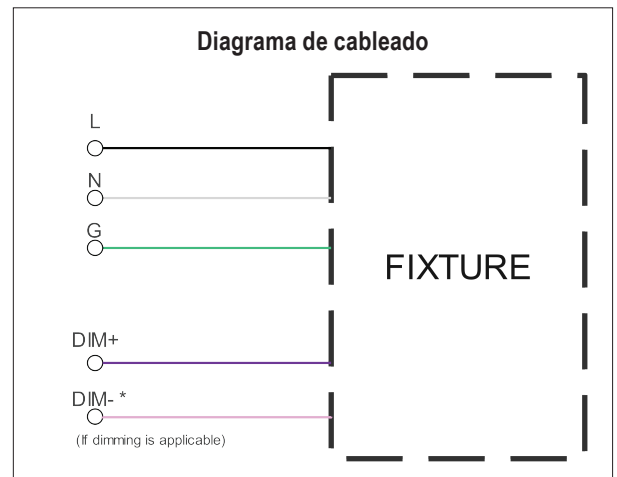 Diagrama de cableado
L
N
G
FIXTURE
DIM+
DIM- *
(If dimming is applicable)